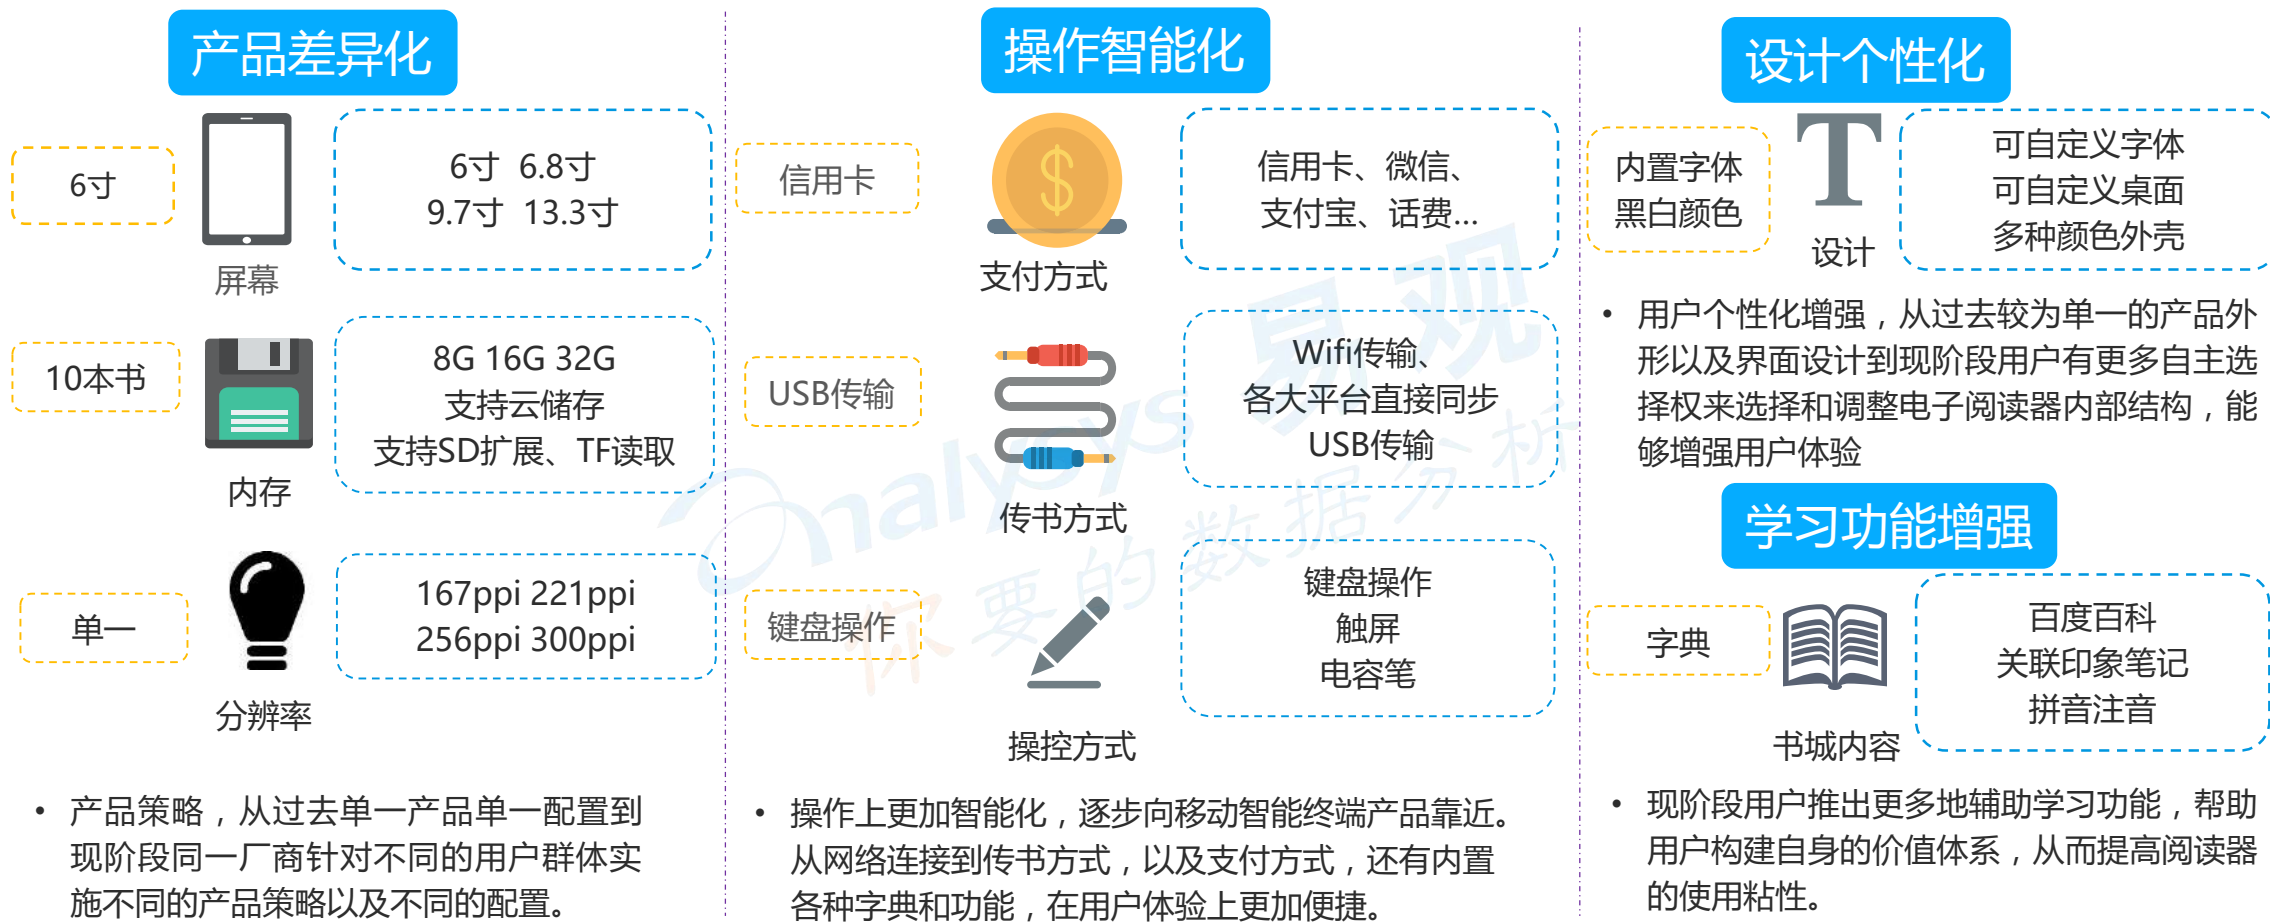 产品差异化
6寸
屏幕
6寸 6.8寸
9.7寸 13.3寸
10本书
内存
8G 16G 32G
支持云储存
支持SD扩展、TF读取
单一
分辨率
167ppi 221ppi
256ppi 300ppi
• 产品策略，从过去单一产品单一配置到
现阶段同一厂商针对不同的用户群体实
施不同的产品策略以及不同的配置。
操作智能化
信用卡
支付方式
信用卡、微信、
支付宝、话费...
USB传输
传书方式
Wifi传输、
各大平台直接同步
USB传输
键盘操作
操控方式
键盘操作
触屏
电容笔
• 操作上更加智能化，逐步向移动智能终端产品靠近。
从网络连接到传书方式，以及支付方式，还有内置
各种字典和功能，在用户体验上更加便捷。
设计个性化
内置字体
黑白颜色
T
设计
可自定义字体
可自定义桌面
多种颜色外壳
• 用户个性化增强，从过去较为单一的产品外
形以及界面设计到现阶段用户有更多自主选
择权来选择和调整电子阅读器内部结构，能
够增强用户体验
学习功能增强
字典
书城内容
百度百科
关联印象笔记
拼音注音
• 现阶段用户推出更多地辅助学习功能，帮助
用户构建自身的价值体系，从而提高阅读器
的使用粘性。
Analysys 易观
你要的数据分析